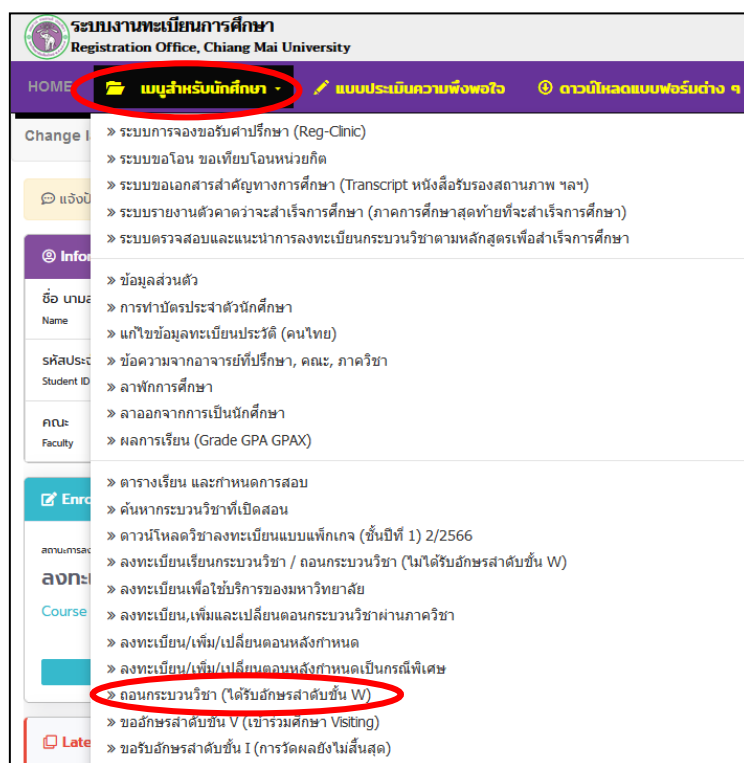 ระบบงานทะเบียนการศึกษา
Registration Office, Chiang Mai University
HOME เมนูสำหรับนักศึกษา แบบประเมินความพึงพอใจ ดาวน์โหลดแบบฟอร์มต่าง ๆ
Change l
» ระบบการจองขอรับคำปรึกษา (Reg-Clinic)
» ระบบขอโอน ขอเทียบโอนหน่วยกิต
» ระบบขอเอกสารสำคัญทางการศึกษา (Transcript หนังสือรับรองสถานภาพ ฯลฯ)
แจ้งปั
» ระบบรายงานตัวคาดว่าจะสำเร็จการศึกษา (ภาคการศึกษาสุดท้ายที่จะสำเร็จการศึกษา)
» ระบบตรวจสอบและแนะนำการลงทะเบียนกระบวนวิชาตามหลักสูตรเพื่อสำเร็จการศึกษา
Infor
» ข้อมูลส่วนตัว
ชื่อ นามส
Name
» การทำบัตรประจำตัวนักศึกษา
» แก้ไขข้อมูลทะเบียนประวัติ (คนไทย)
รหัสประจ
Student ID
» ข้อความจากอาจารย์ที่ปรึกษา, คณะ, ภาควิชา
» ลาพักการศึกษา
» ลาออกจากการเป็นนักศึกษา
คณะ
Faculty
» ผลการเรียน (Grade GPA GPAX)
» ตารางเรียน และกำหนดการสอบ
Enro
» ค้นหากระบวนวิชาที่เปิดสอน
» ดาวน์โหลดวิชาลงทะเบียนแบบแพ็กเกจ (ชั้นปีที่ 1) 2/2566
สถานะการลง
» ลงทะเบียนเรียนกระบวนวิชา / ถอนกระบวนวิชา (ไม่ได้รับอักษรลำดับขั้น W)
ลงทะเ
» ลงทะเบียนเพื่อใช้บริการของมหาวิทยาลัย
Course
» ลงทะเบียน,เพิ่มและเปลี่ยนตอนกระบวนวิชาผ่านภาควิชา
» ลงทะเบียน/เพิ่ม/เปลี่ยนตอนหลังกำหนด
» ลงทะเบียน/เพิ่ม/เปลี่ยนตอนหลังกำหนดเป็นกรณีพิเศษ
» ถอนกระบวนวิชา (ได้รับอักษรลำดับขั้น W)
» ขออักษรลำดับขั้น V (เข้าร่วมศึกษา Visiting)
Late
» ขอรับอักษรลำดับขั้น I (การวัดผลยังไม่สิ้นสุด)